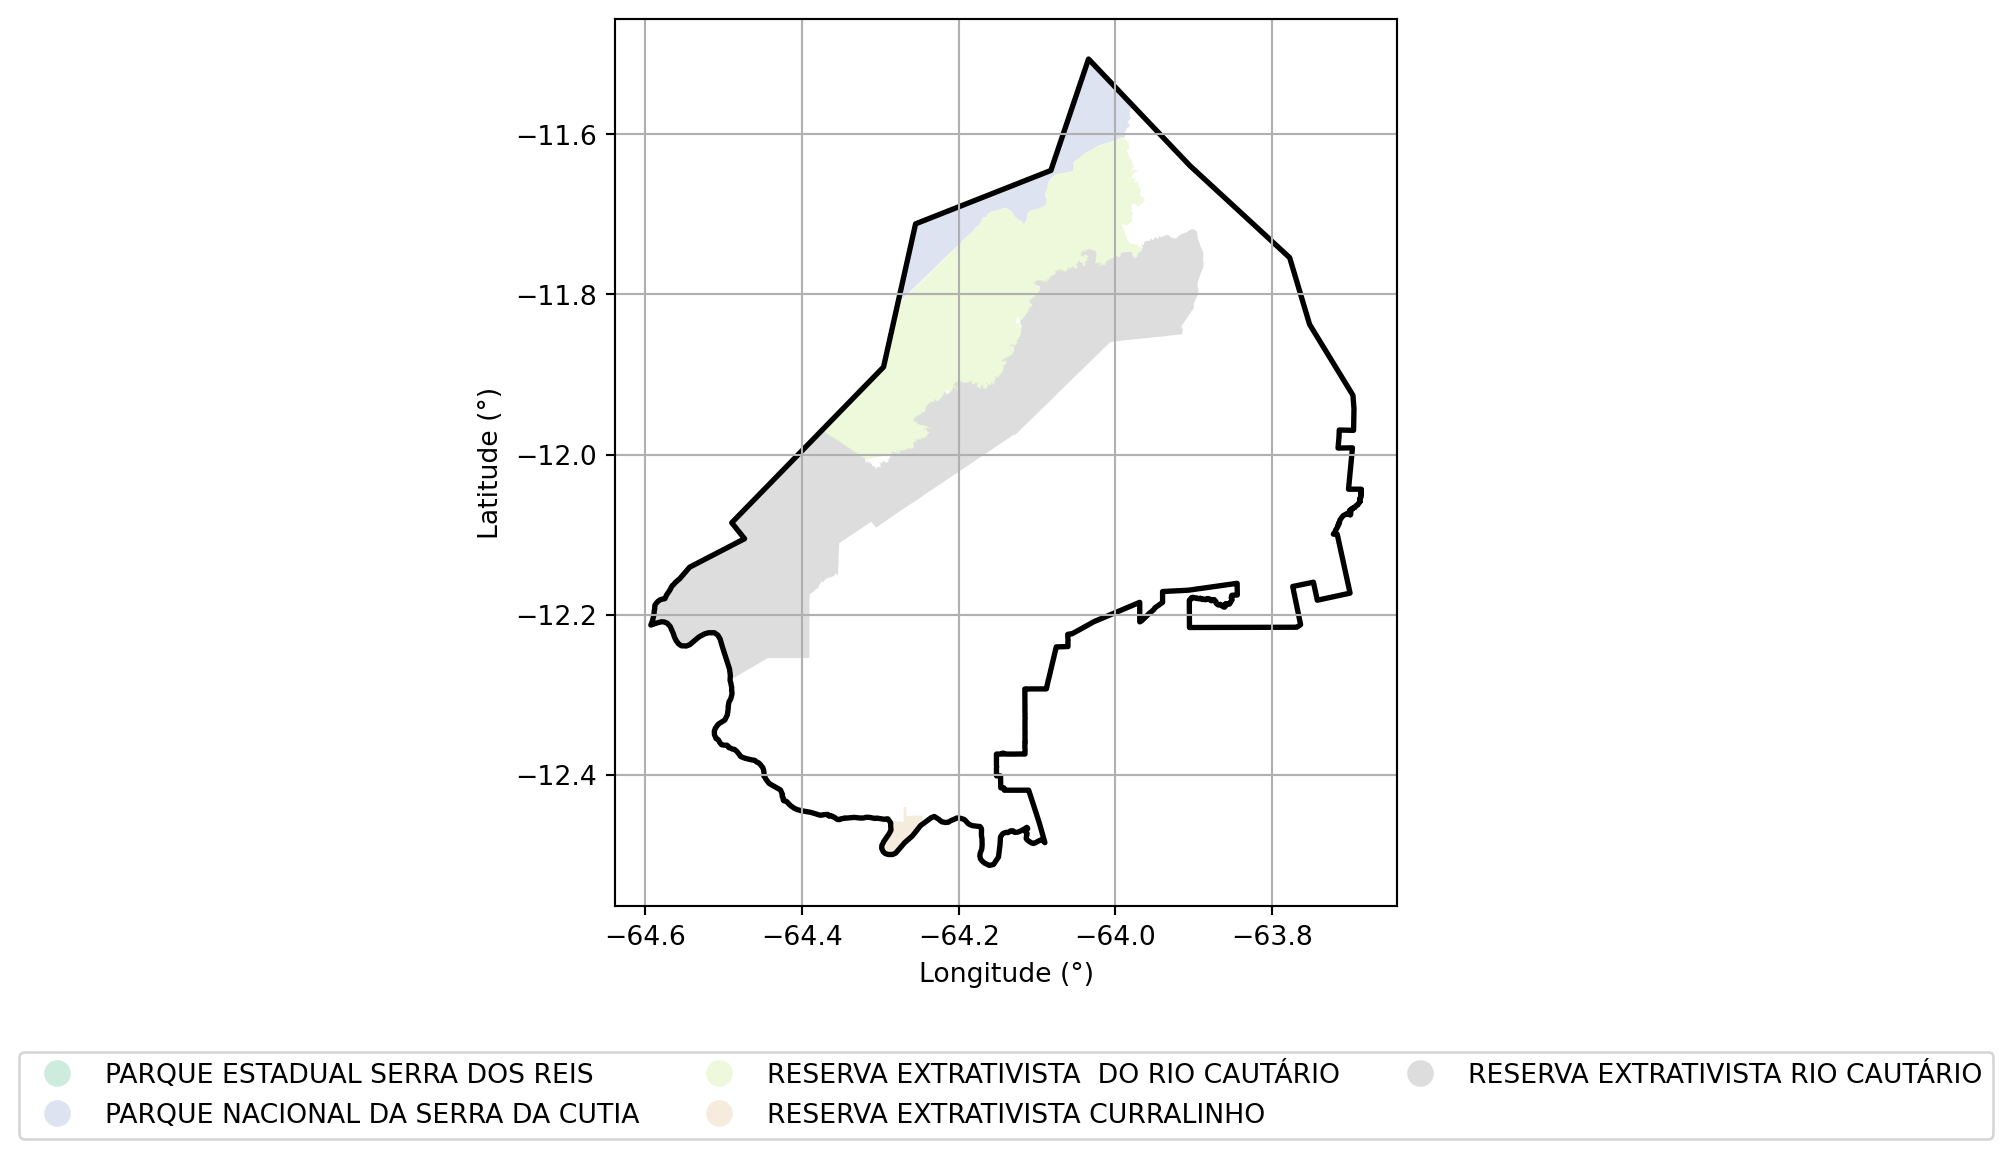 −11.6
−11.8
−12.0
−12.2
−12.4
Latitude (°)
−64.6 −64.4 −64.2 −64.0 −63.8
Longitude (°)
PARQUE ESTADUAL SERRA DOS REIS
PARQUE NACIONAL DA SERRA DA CUTIA
RESERVA EXTRATIVISTA  DO RIO CAUTÁRIO
RESERVA EXTRATIVISTA CURRALINHO
RESERVA EXTRATIVISTA RIO CAUTÁRIO